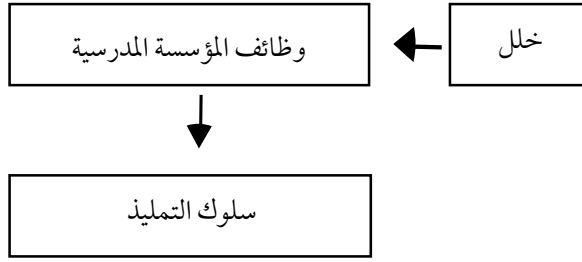 خلل
وظائف المؤسسة المدرسية
سلوك التمليذ